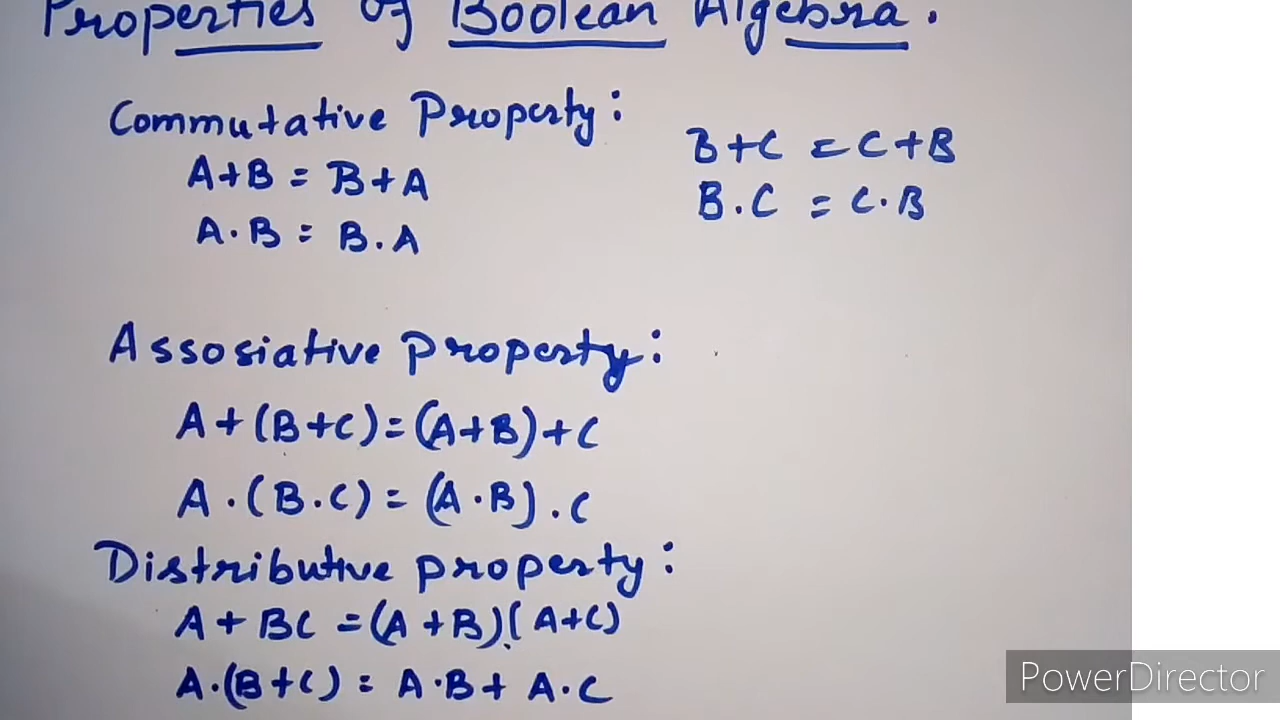 Properties of Boolean Algebra.
Commutative Property:
A+B = B+A
A.B = B.A
B+C = C+B
B.C = C.B
Assosiative property:
A+(B+C)=(A+B)+C
A.(B.C)=(A.B).C
Distributive property:
A+BC =(A+B)(A+C)
A.(B+C)= A.B+ A.C
PowerDirector